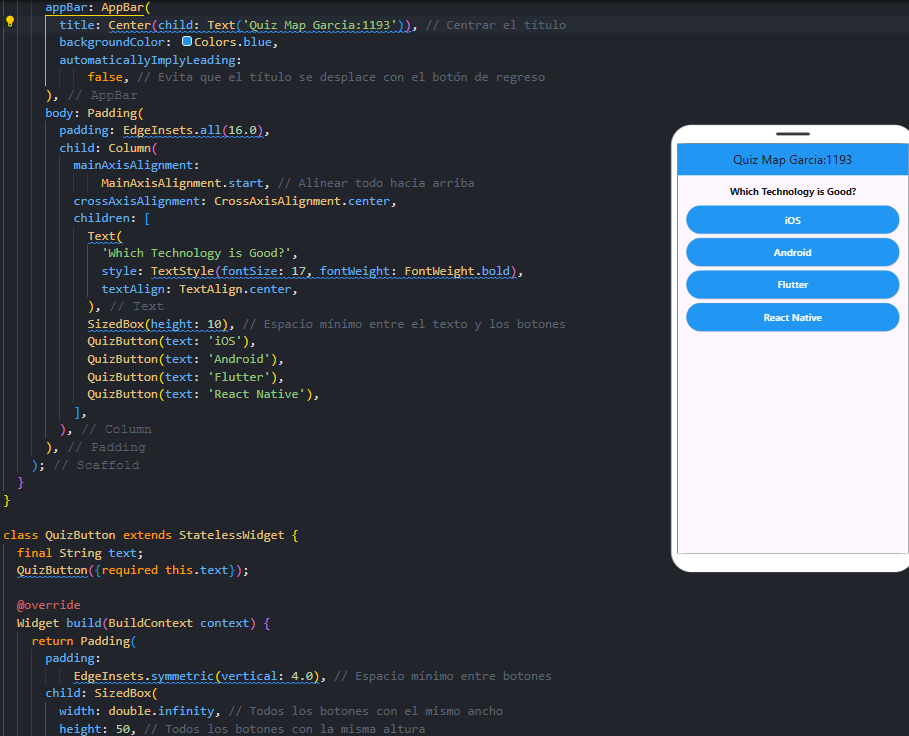 appBar: AppBar(
title: Center(child: Text('Quiz Map Garcia:1193')), // Centrar el título
backgroundColor: Colors.blue,
automaticallyImplyLeading:
false, // Evita que el título se desplace con el botón de regreso
), // AppBar
body: Padding(
padding: EdgeInsets.all(16.0),
child: Column(
mainAxisAlignment:
MainAxisAlignment.start, // Alinear todo hacia arriba
crossAxisAlignment: CrossAxisAlignment.center,
children: [
Text(
'Which Technology is Good?',
style: TextStyle(fontSize: 17, fontWeight: FontWeight.bold),
textAlign: TextAlign.center,
), // Text
SizedBox(height: 10), // Espacio mínimo entre el texto y los botones
QuizButton(text: 'iOS'),
QuizButton(text: 'Android'),
QuizButton(text: 'Flutter'),
QuizButton(text: 'React Native'),
],
), // Column
), // Padding
); // Scaffold
}
}
class QuizButton extends StatelessWidget {
final String text;
QuizButton({required this.text});
@override
Widget build(BuildContext context) {
return Padding(
padding:
EdgeInsets.symmetric(vertical: 4.0), // Espacio mínimo entre botones
child: SizedBox(
width: double.infinity, // Todos los botones con el mismo ancho
height: 50, // Todos los botones con la misma altura
Quiz Map Garcia:1193
Which Technology is Good?
iOS
Android
Flutter
React Native